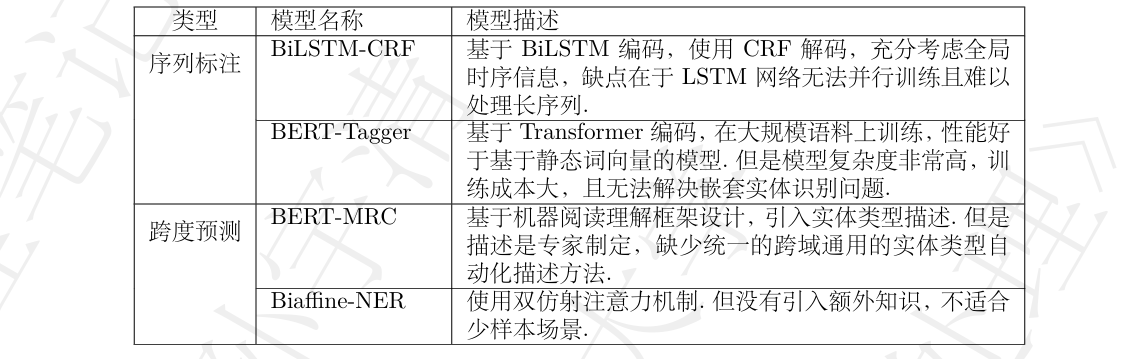 类型 模型名称 模型描述
序列标注 BiLSTM-CRF 基于 BiLSTM 编码，使用 CRF 解码，充分考虑全局
时序信息，缺点在于 LSTM 网络无法并行训练且难以
处理长序列.
BERT-Tagger 基于 Transformer 编码，在大规模语料上训练，性能好
于基于静态词向量的模型. 但是模型复杂度非常高，训
练成本大，且无法解决嵌套实体识别问题.
跨度预测 BERT-MRC 基于机器阅读理解框架设计，引入实体类型描述. 但是
描述是专家制定，缺少统一的跨域通用的实体类型自
动化描述方法.
Biaffine-NER 使用双仿射注意力机制. 但没有引入额外知识，不适合
少样本场景.